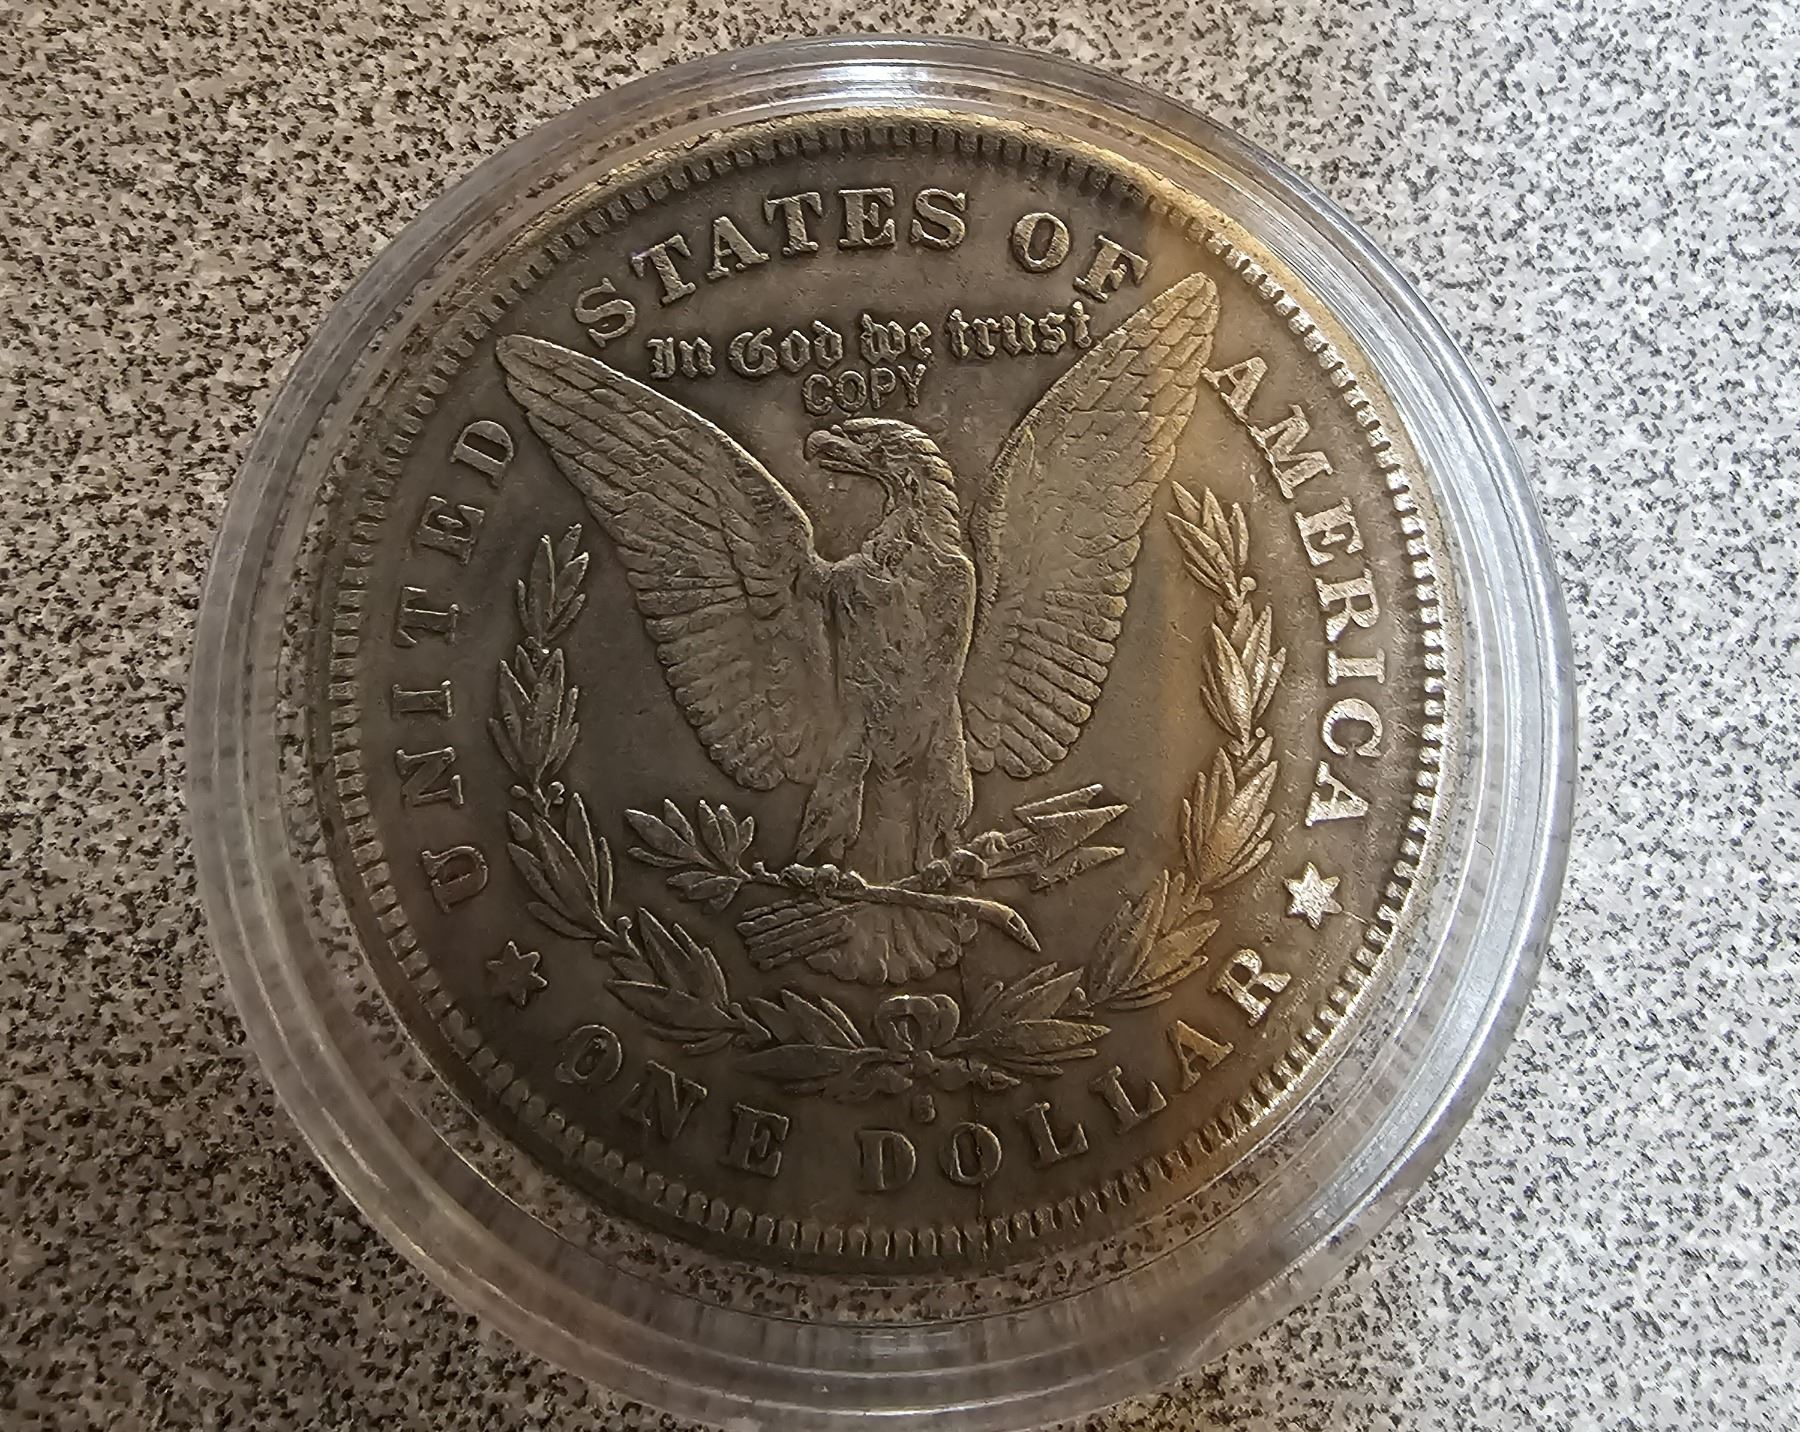 UNITED STATES OF AMERICA
In God we trust
COPY
S
ONE DOLLAR